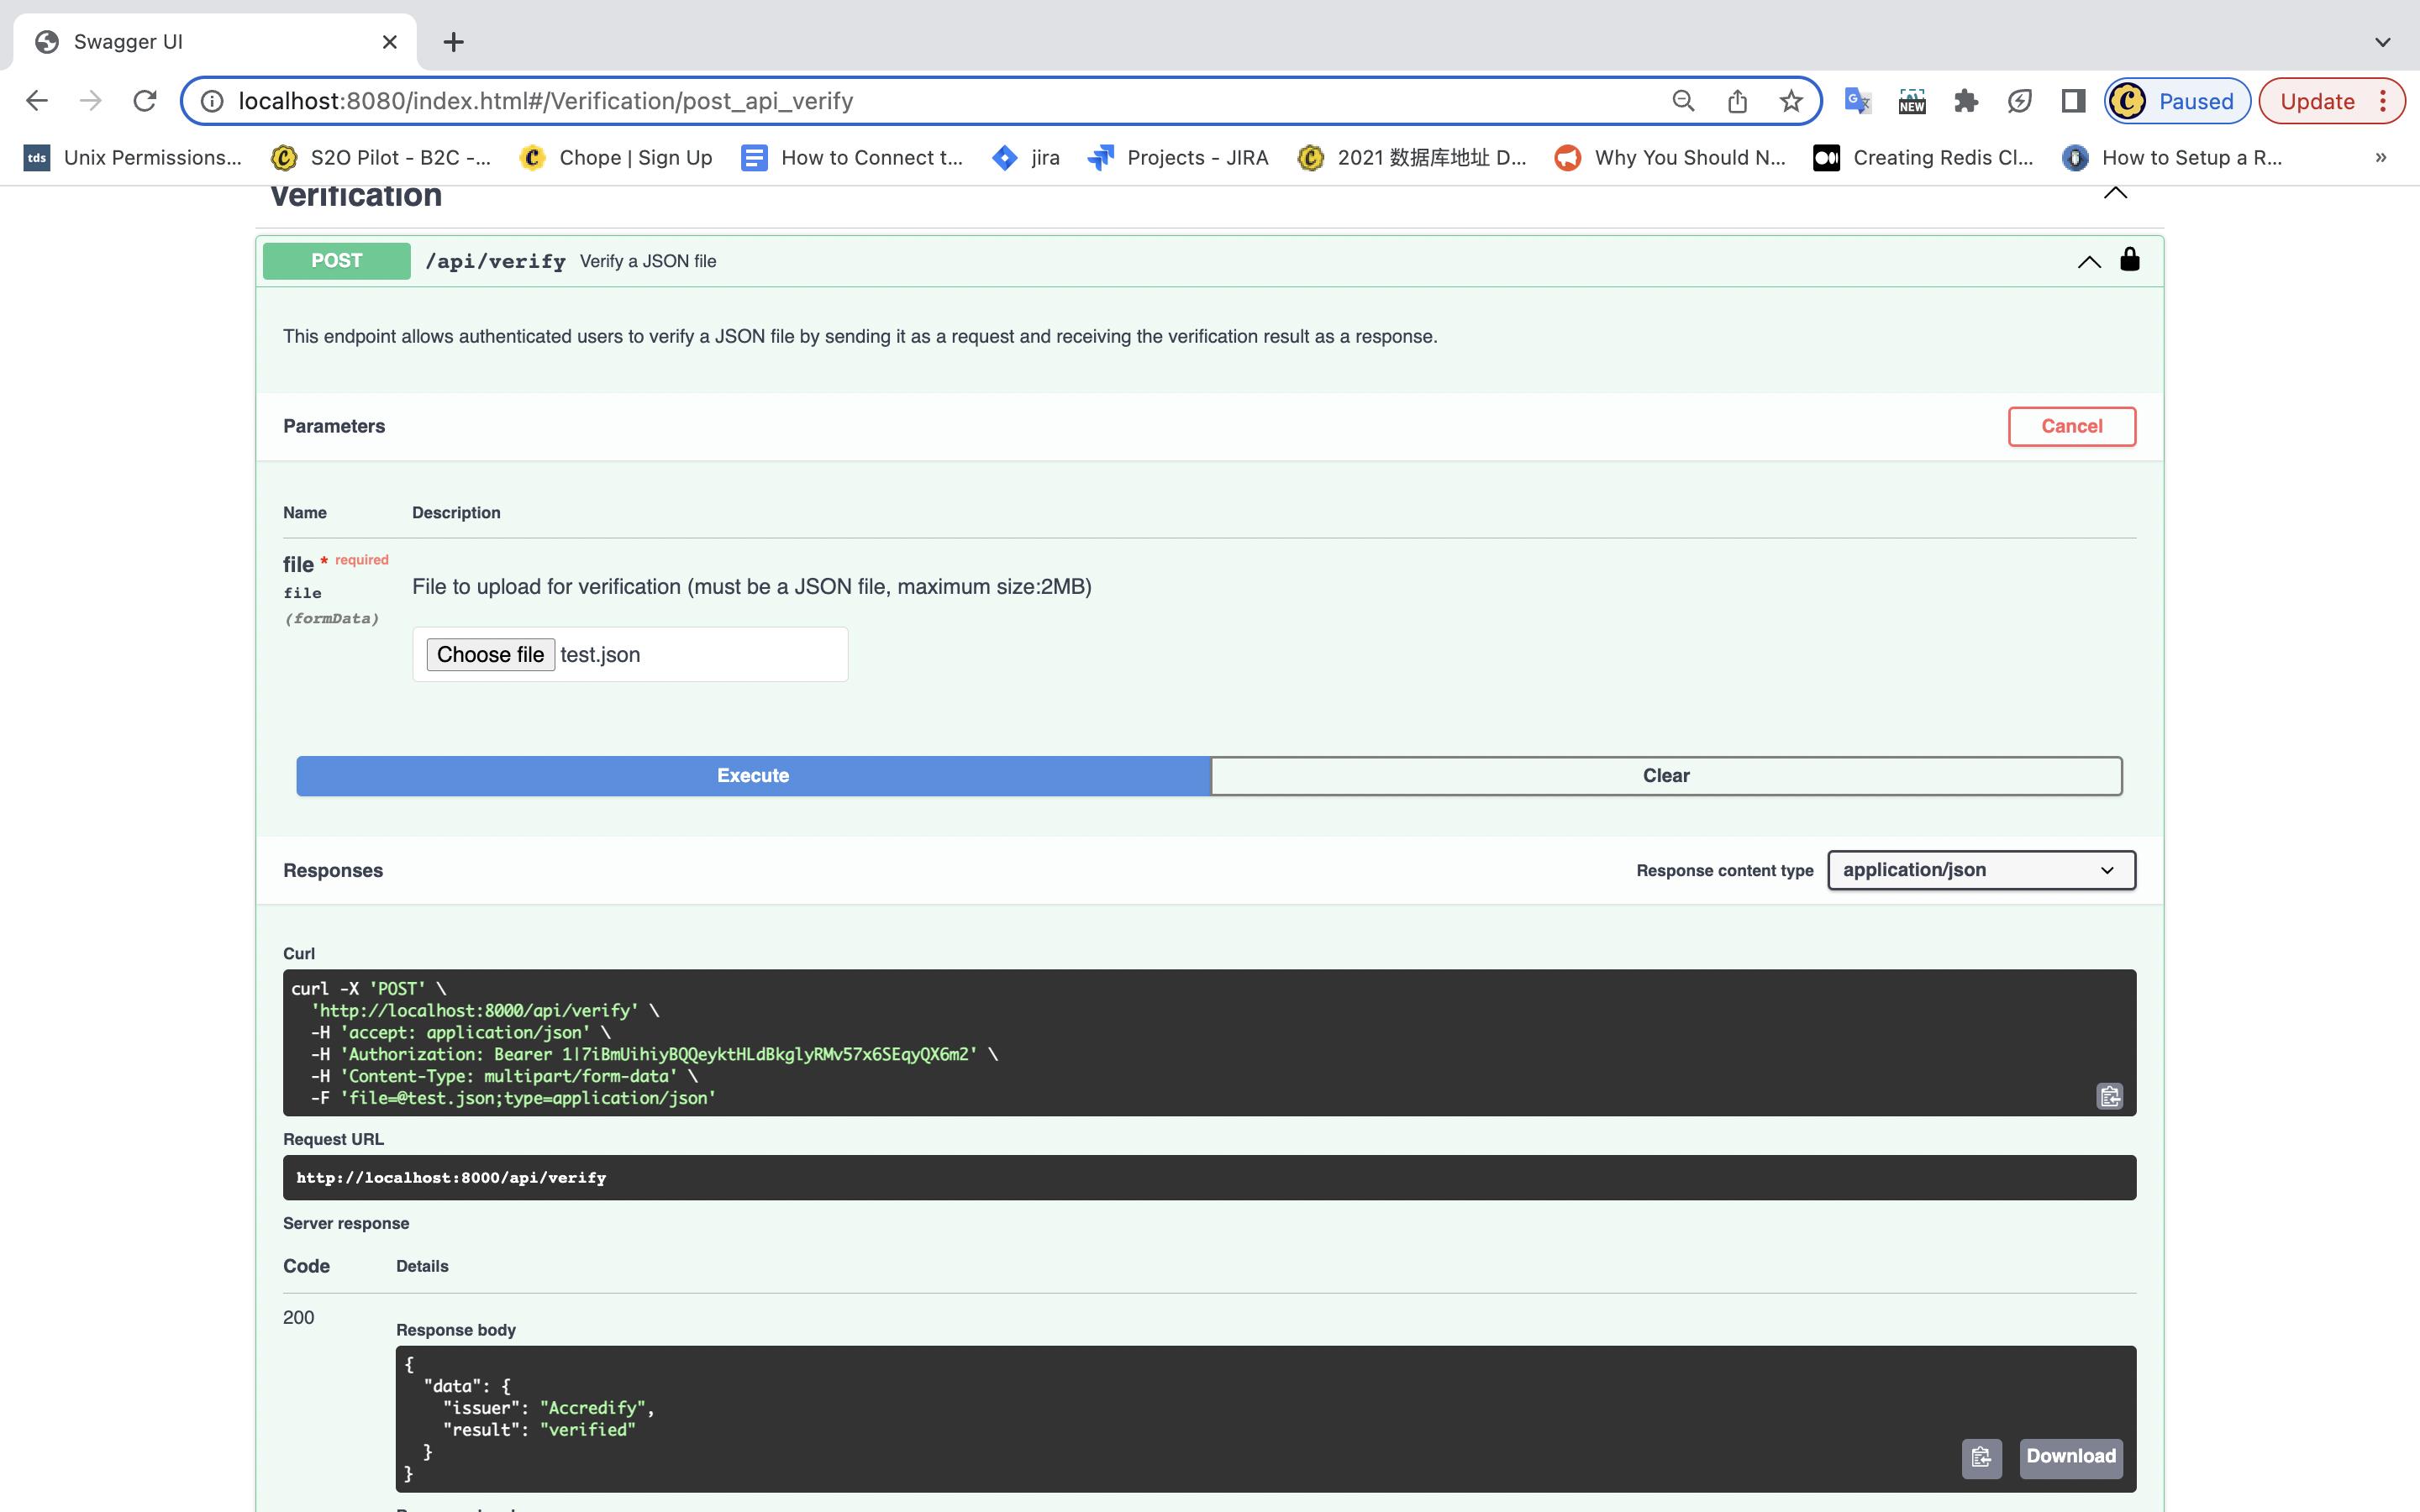 Swagger UI
localhost:8080/index.html#/Verification/post_api_verify
NEW
Paused
Update
tds Unix Permissions...
S2O Pilot - B2C -...
Chope | Sign Up
How to Connect t...
jira
Projects - JIRA
2021 数据库地址 D...
Why You Should N...
Creating Redis Cl...
How to Setup a R...
»
Verification
POST /api/verify Verify a JSON file
This endpoint allows authenticated users to verify a JSON file by sending it as a request and receiving the verification result as a response.
Parameters
Cancel
Name Description
file * required
file
(formData)
File to upload for verification (must be a JSON file, maximum size:2MB)
Choose file test.json
Execute
Clear
Responses
Response content type
application/json
Curl
curl -X 'POST' \
'http://localhost:8000/api/verify' \
-H 'accept: application/json' \
-H 'Authorization: Bearer 1|7iBmUihiyBQQeyktHLdBkglyRMv57x6SEqyQX6m2' \
-H 'Content-Type: multipart/form-data' \
-F 'file=@test.json;type=application/json'
Request URL
http://localhost:8000/api/verify
Server response
Code Details
200
Response body
{
"data": {
"issuer": "Accredify",
"result": "verified"
}
}
Download